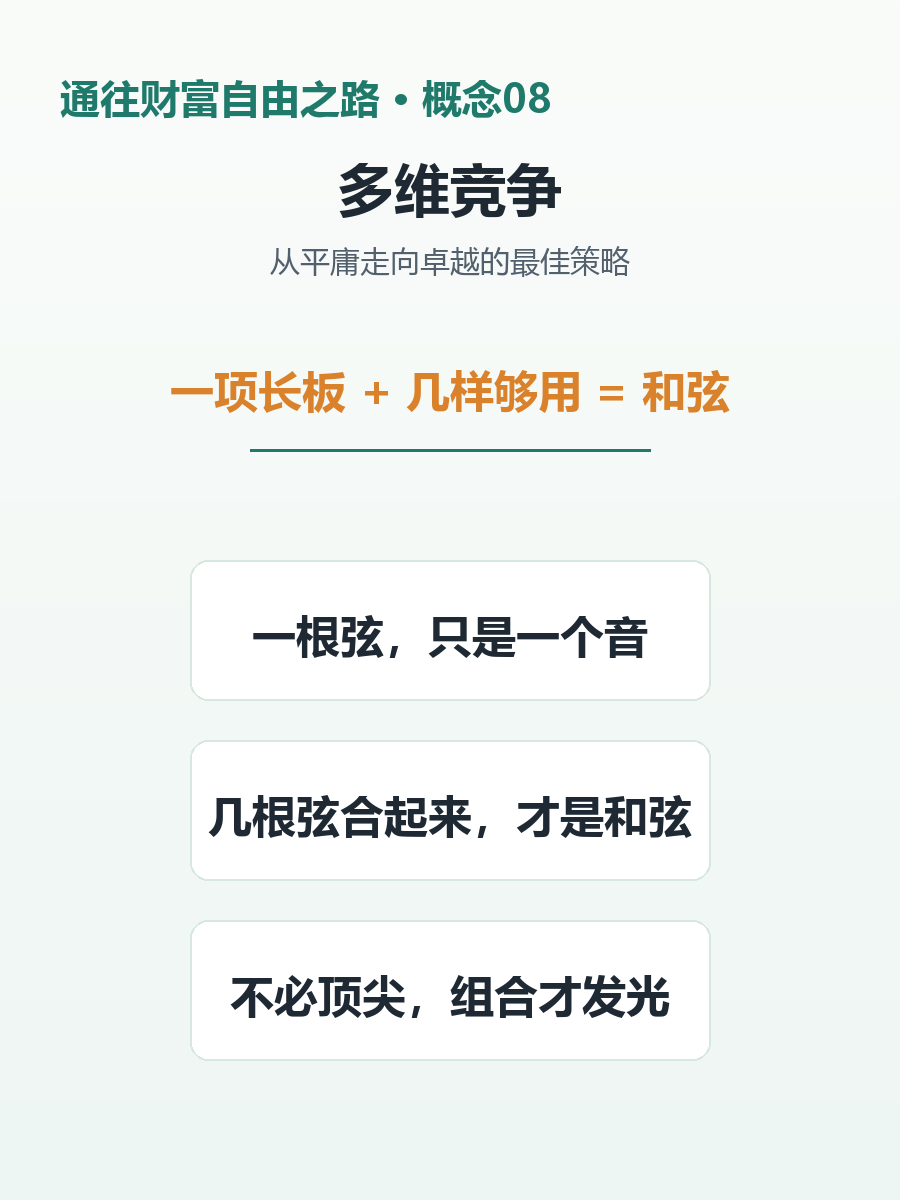 通往财富自由之路·概念08
多维竞争
从平庸走向卓越的最佳策略
一项长板 + 几样够用 = 和弦
一根弦，只是一个音
几根弦合起来，才是和弦
不必顶尖，组合才发光